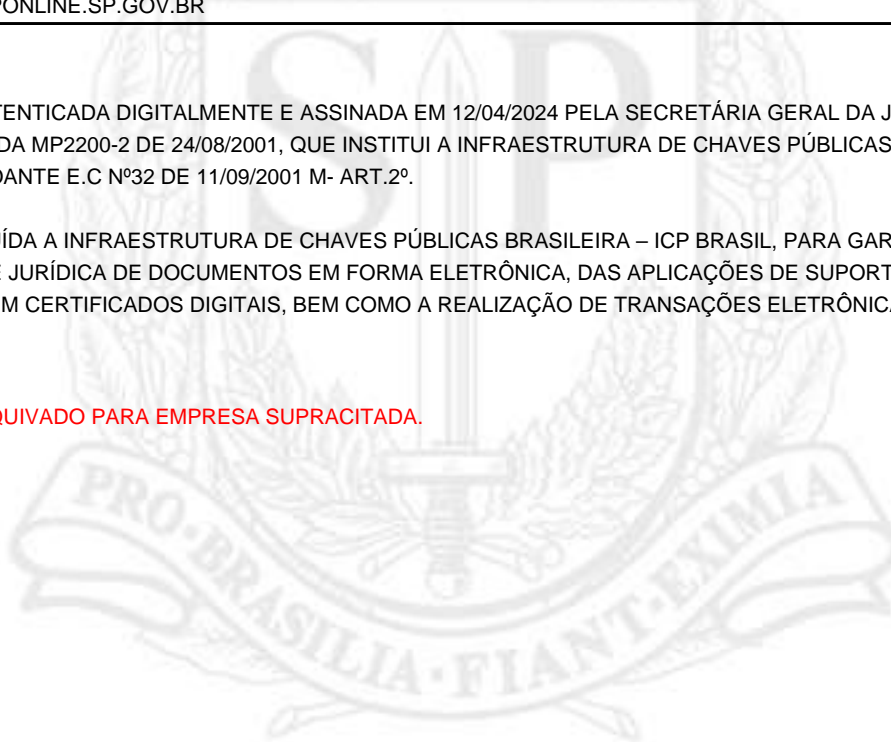 PONLINE.SP.GOV.BR
TENTICADA DIGITALMENTE E ASSINADA EM 12/04/2024 PELA SECRETÁRIA GERAL DA J
DA MP2200-2 DE 24/08/2001, QUE INSTITUI A INFRAESTRUTURA DE CHAVES PÚBLICAS
DANTE E.C Nº32 DE 11/09/2001 M- ART.2º.
ÍDA A INFRAESTRUTURA DE CHAVES PÚBLICAS BRASILEIRA – ICP BRASIL, PARA GAR
E JURÍDICA DE DOCUMENTOS EM FORMA ELETRÔNICA, DAS APLICAÇÕES DE SUPORT
M CERTIFICADOS DIGITAIS, BEM COMO A REALIZAÇÃO DE TRANSAÇÕES ELETRÔNICA
QUIVADO PARA EMPRESA SUPRACITADA.
SP
PRO·BRASILIA·FIANT·EXIMIA